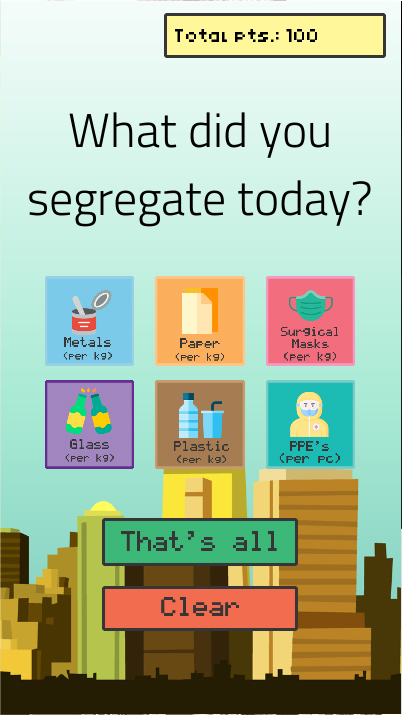 Total pts.: 100
What did you
segregate today?
Metals
(per kg)
Paper
(per kg)
Surgical
Masks
(per kg)
Glass
(per kg)
Plastic
(per kg)
PPE's
(per pc)
That's all
Clear